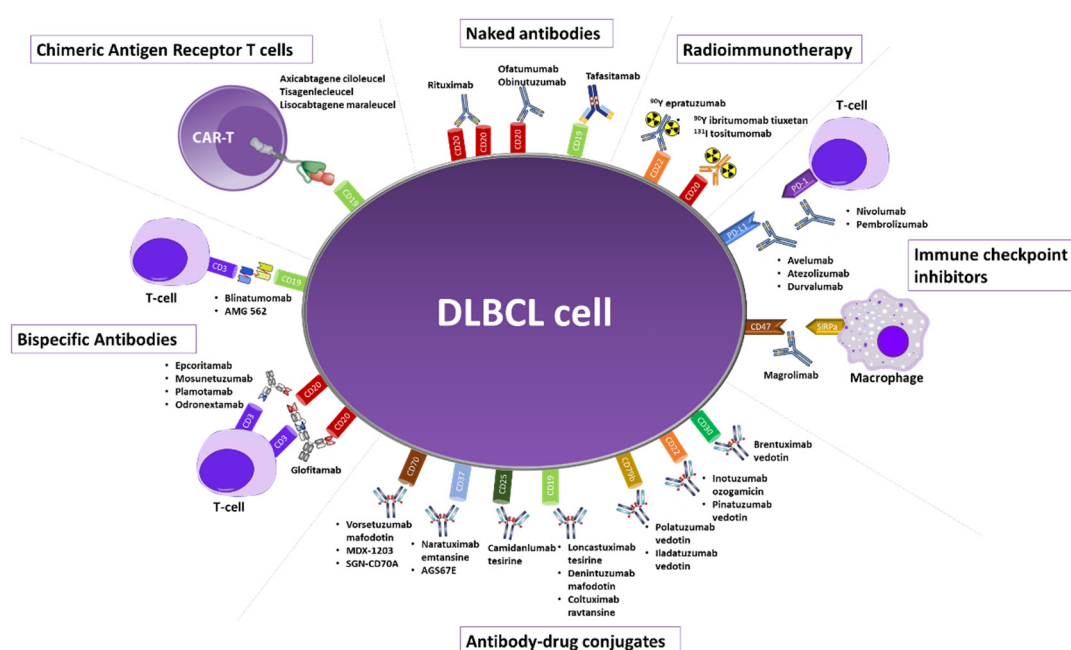 Chimeric Antigen Receptor T cells
Axicabtagene ciloleucel
Tisagenlecleucel
Lisocabtagene maraleucel
CAR-T
CD19
Naked antibodies
Rituximab
Ofatumumab
Obinutuzumab
Tafasitamab
CD20
CD20
CD20
CD19
Radioimmunotherapy
90Y epratuzumab
• 90Y ibritumomab tiuxetan
131I tositumomab
CD22
CD20
T-cell
PD-1
• Nivolumab
• Pembrolizumab
PD-L1
• Avelumab
• Atezolizumab
• Durvalumab
Immune checkpoint
inhibitors
CD47
SIRPa
Magrolimab
Macrophage
DLBCL cell
T-cell
CD3
CD19
• Blinatumomab
• AMG 562
Bispecific Antibodies
• Epcoritamab
• Mosunetuzumab
• Plamotamab
• Odronextamab
CD3
CD20
CD3
CD20
Glofitamab
T-cell
CD70
• Vorsetuzumab
mafodotin
• MDX-1203
• SGN-CD70A
CD37
• Naratuximab
emtansine
• AGS67E
CD25
Camidanlumab
tesirine
CD19
• Loncastuximab
tesirine
• Denintuzumab
mafodotin
• Coltuximab
ravtansine
CD79b
• Polatuzumab
vedotin
• Iladatuzumab
vedotin
CD22
• Inotuzumab
ozogamicin
• Pinatuzumab
vedotin
CD30
Brentuximab
vedotin
Antibody-drug conjugates